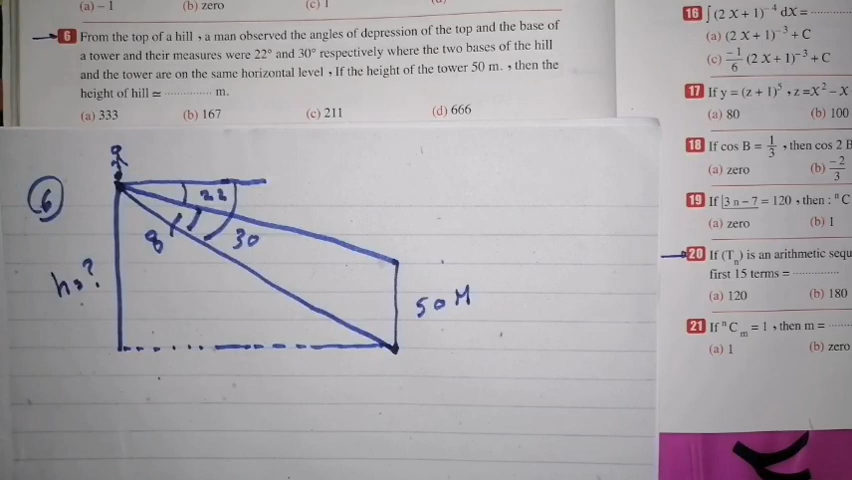 (a) – 1 (b) zero (c) 1
6 From the top of a hill , a man observed the angles of depression of the top and the base of
a tower and their measures were 22° and 30° respectively where the two bases of the hill
and the tower are on the same horizontal level , If the height of the tower 50 m. , then the
height of hill ≃ ............... m.
(a) 333 (b) 167 (c) 211 (d) 666
6
22
8
30
h=?
50 M
16 ∫(2 X + 1)⁻⁴ dX = ............
(a) (2 X + 1)⁻³ + C
(c) -1/6 (2 X + 1)⁻³ + C
17 If y = (z + 1)⁵ , z = X² – X
(a) 80 (b) 100
18 If cos B = 1/3 , then cos 2 B
(a) zero (b) -2/3
19 If |3 n – 7 = 120 , then : ⁿC
(a) zero (b) 1
20 If (Tₙ) is an arithmetic sequ
first 15 terms = ............
(a) 120 (b) 180
21 If ⁿCₘ = 1 , then m = ......
(a) 1 (b) zero